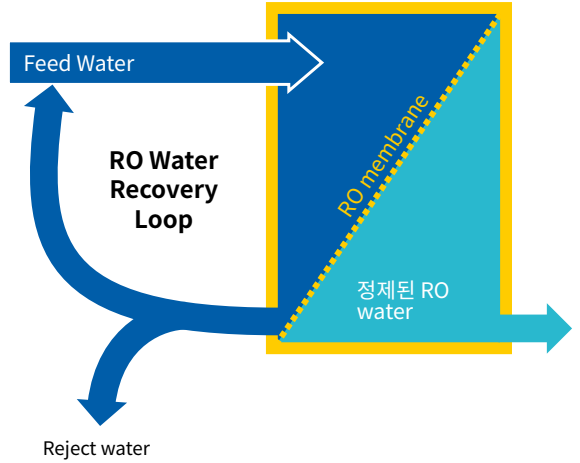 Feed Water
RO Water
Recovery
Loop
RO membrane
정제된 RO
water
Reject water